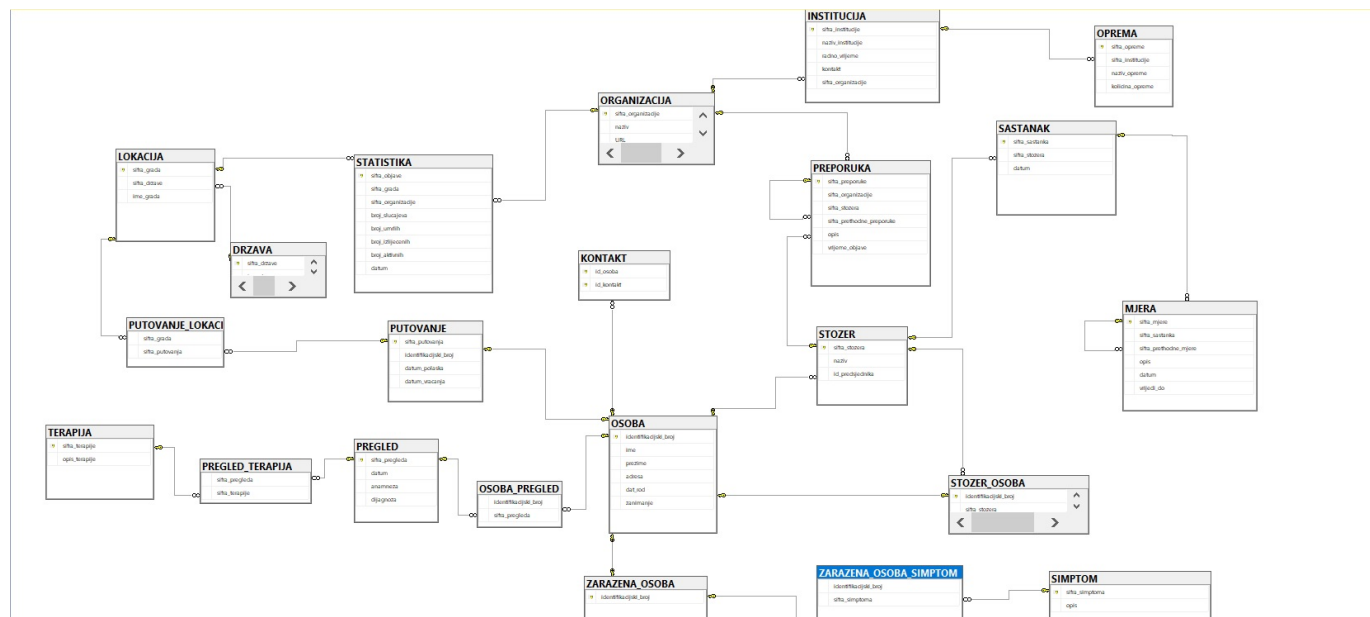 INSTITUCIJA
sifra_institucije
naziv_institucije
radno_vrijeme
kontakt
sifra_organizacije
OPREMA
sifra_opreme
sifra_institucije
naziv_opreme
kolicina_opreme
ORGANIZACIJA
sifra_organizacije
naziv
URL
SASTANAK
sifra_sastanka
sifra_stozera
datum
LOKACIJA
sifra_grada
sifra_drzave
ime_grada
STATISTIKA
sifra_objave
sifra_grada
sifra_organizacije
broj_slucajeva
broj_umrlih
broj_izlijecenih
broj_aktivnih
datum
PREPORUKA
sifra_preporuke
sifra_organizacije
sifra_stozera
sifra_prethodne_preporuke
opis
vrijeme_objave
DRZAVA
sifra_drzave
KONTAKT
id_osoba
id_kontakt
MJERA
sifra_mjere
sifra_sastanka
sifra_prethodne_mjere
opis
datum
vrijedi_do
PUTOVANJE_LOKACI
sifra_grada
sifra_putovanja
PUTOVANJE
sifra_putovanja
identifikacijski_broj
datum_polaska
datum_vracanja
STOZER
sifra_stozera
naziv
id_predsjednika
TERAPIJA
sifra_terapije
opis_terapije
PREGLED_TERAPIJA
sifra_pregleda
sifra_terapije
PREGLED
sifra_pregleda
datum
anamneza
dijagnoza
OSOBA_PREGLED
identifikacijski_broj
sifra_pregleda
OSOBA
identifikacijski_broj
ime
prezime
adresa
dat_rod
zanimanje
STOZER_OSOBA
identifikacijski_broj
sifra_stozera
ZARAZENA_OSOBA
identifikacijski_broj
ZARAZENA_OSOBA_SIMPTOM
identifikacijski_broj
sifra_simptoma
SIMPTOM
sifra_simptoma
opis